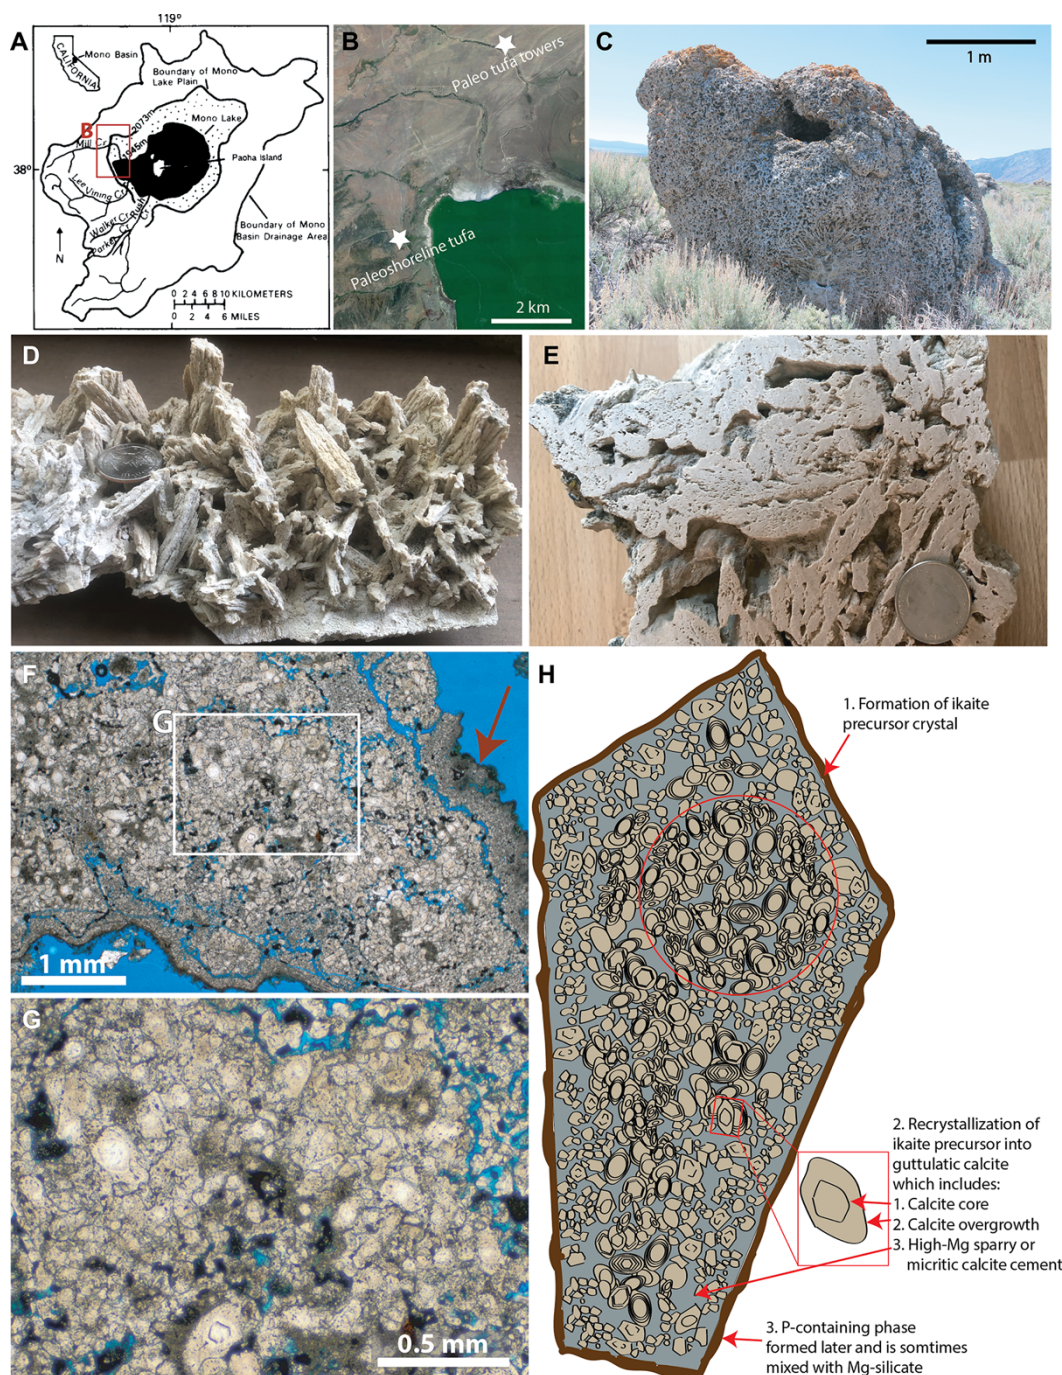 119°
A
CALIFORNIA
Mono Basin
Boundary of Mono
Lake Plain
2073m
1945m
Mono Lake
B
Mill Cr.
Paoha Island
38°
Lee Vining Cr.
Walker Cr.
Parker Cr.
Rush Cr.
Boundary of Mono
Basin Drainage Area
N
0 2 4 6 8 10 KILOMETERS
0 2 4 6 MILES
B
Paleo tufa towers
Paleoshoreline tufa
2 km
C
1 m
D
E
F
G
1 mm
G
0.5 mm
H
1. Formation of ikaite
precursor crystal
2. Recrystallization of
ikaite precursor into
guttulatic calcite
which includes:
1. Calcite core
2. Calcite overgrowth
3. High-Mg sparry or
micritic calcite cement
3. P-containing phase
formed later and is somtimes
mixed with Mg-silicate